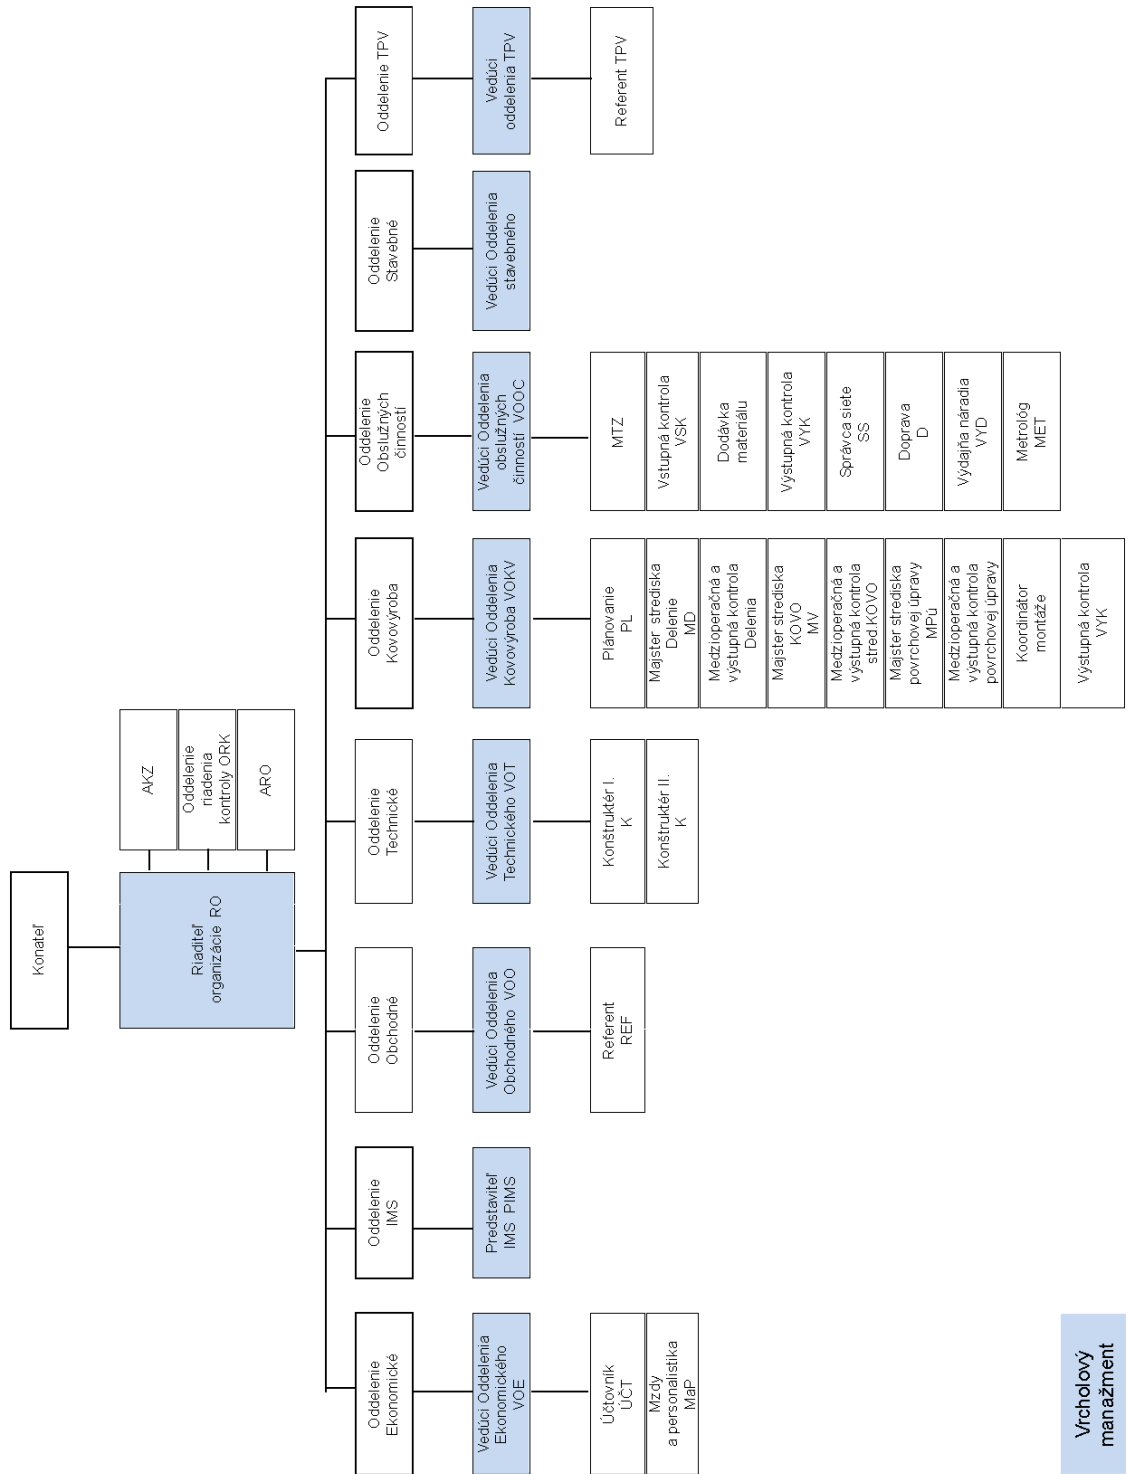 Konateľ
Riaditeľ
organizácie RO
AKZ
Oddelenie
riadenia
kontroly ORK
ARO
Oddelenie
Ekonomické
Oddelenie
IMS
Oddelenie
Obchodné
Oddelenie
Technické
Oddelenie
Kovovýroba
Oddelenie
Obslužných
činností
Oddelenie
Stavebné
Oddelenie TPV
Vedúci Oddelenia
Ekonomického
VOE
Predstaviteľ
IMS PIMS
Vedúci Oddelenia
Obchodného VOO
Vedúci Oddelenia
Technického VOT
Vedúci Oddelenia
Kovovýroba VOKV
Vedúci Oddelenia
obslužných
činností VOOC
Vedúci Oddelenia
stavebného
Vedúci
oddelenia TPV
Účtovník
ÚČT
Mzdy
a personalistika
MaP
Referent
REF
Konštruktér I.
K
Konštruktér II.
K
Plánovanie
PL
Majster strediska
Delenie
MD
Medzioperačná a
výstupná kontrola
Delenia
Majster strediska
KOVO
MV
Medzioperačná a
výstupná kontrola
stred.KOVO
Majster strediska
povrchovej úpravy
MPú
Medzioperačná a
výstupná kontrola
povrchovej úpravy
Koordinátor
montáže
Výstupná kontrola
VYK
MTZ
Vstupná kontrola
VSK
Dodávka
materiálu
Výstupná kontrola
VYK
Správca siete
SS
Doprava
D
Výdajňa náradia
VYD
Metrológ
MET
Referent TPV
Vrcholový
manažment